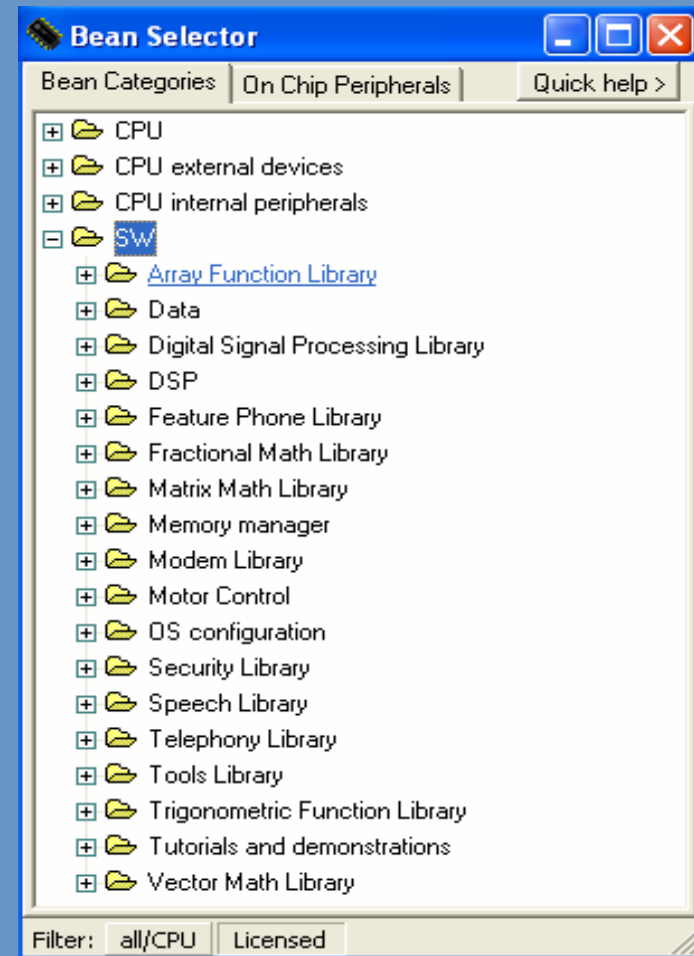 Bean Selector
Bean Categories On Chip Peripherals Quick help >
CPU
CPU external devices
CPU internal peripherals
SW
Array Function Library
Data
Digital Signal Processing Library
DSP
Feature Phone Library
Fractional Math Library
Matrix Math Library
Memory manager
Modem Library
Motor Control
OS configuration
Security Library
Speech Library
Telephony Library
Tools Library
Trigonometric Function Library
Tutorials and demonstrations
Vector Math Library
Filter: all/CPU Licensed